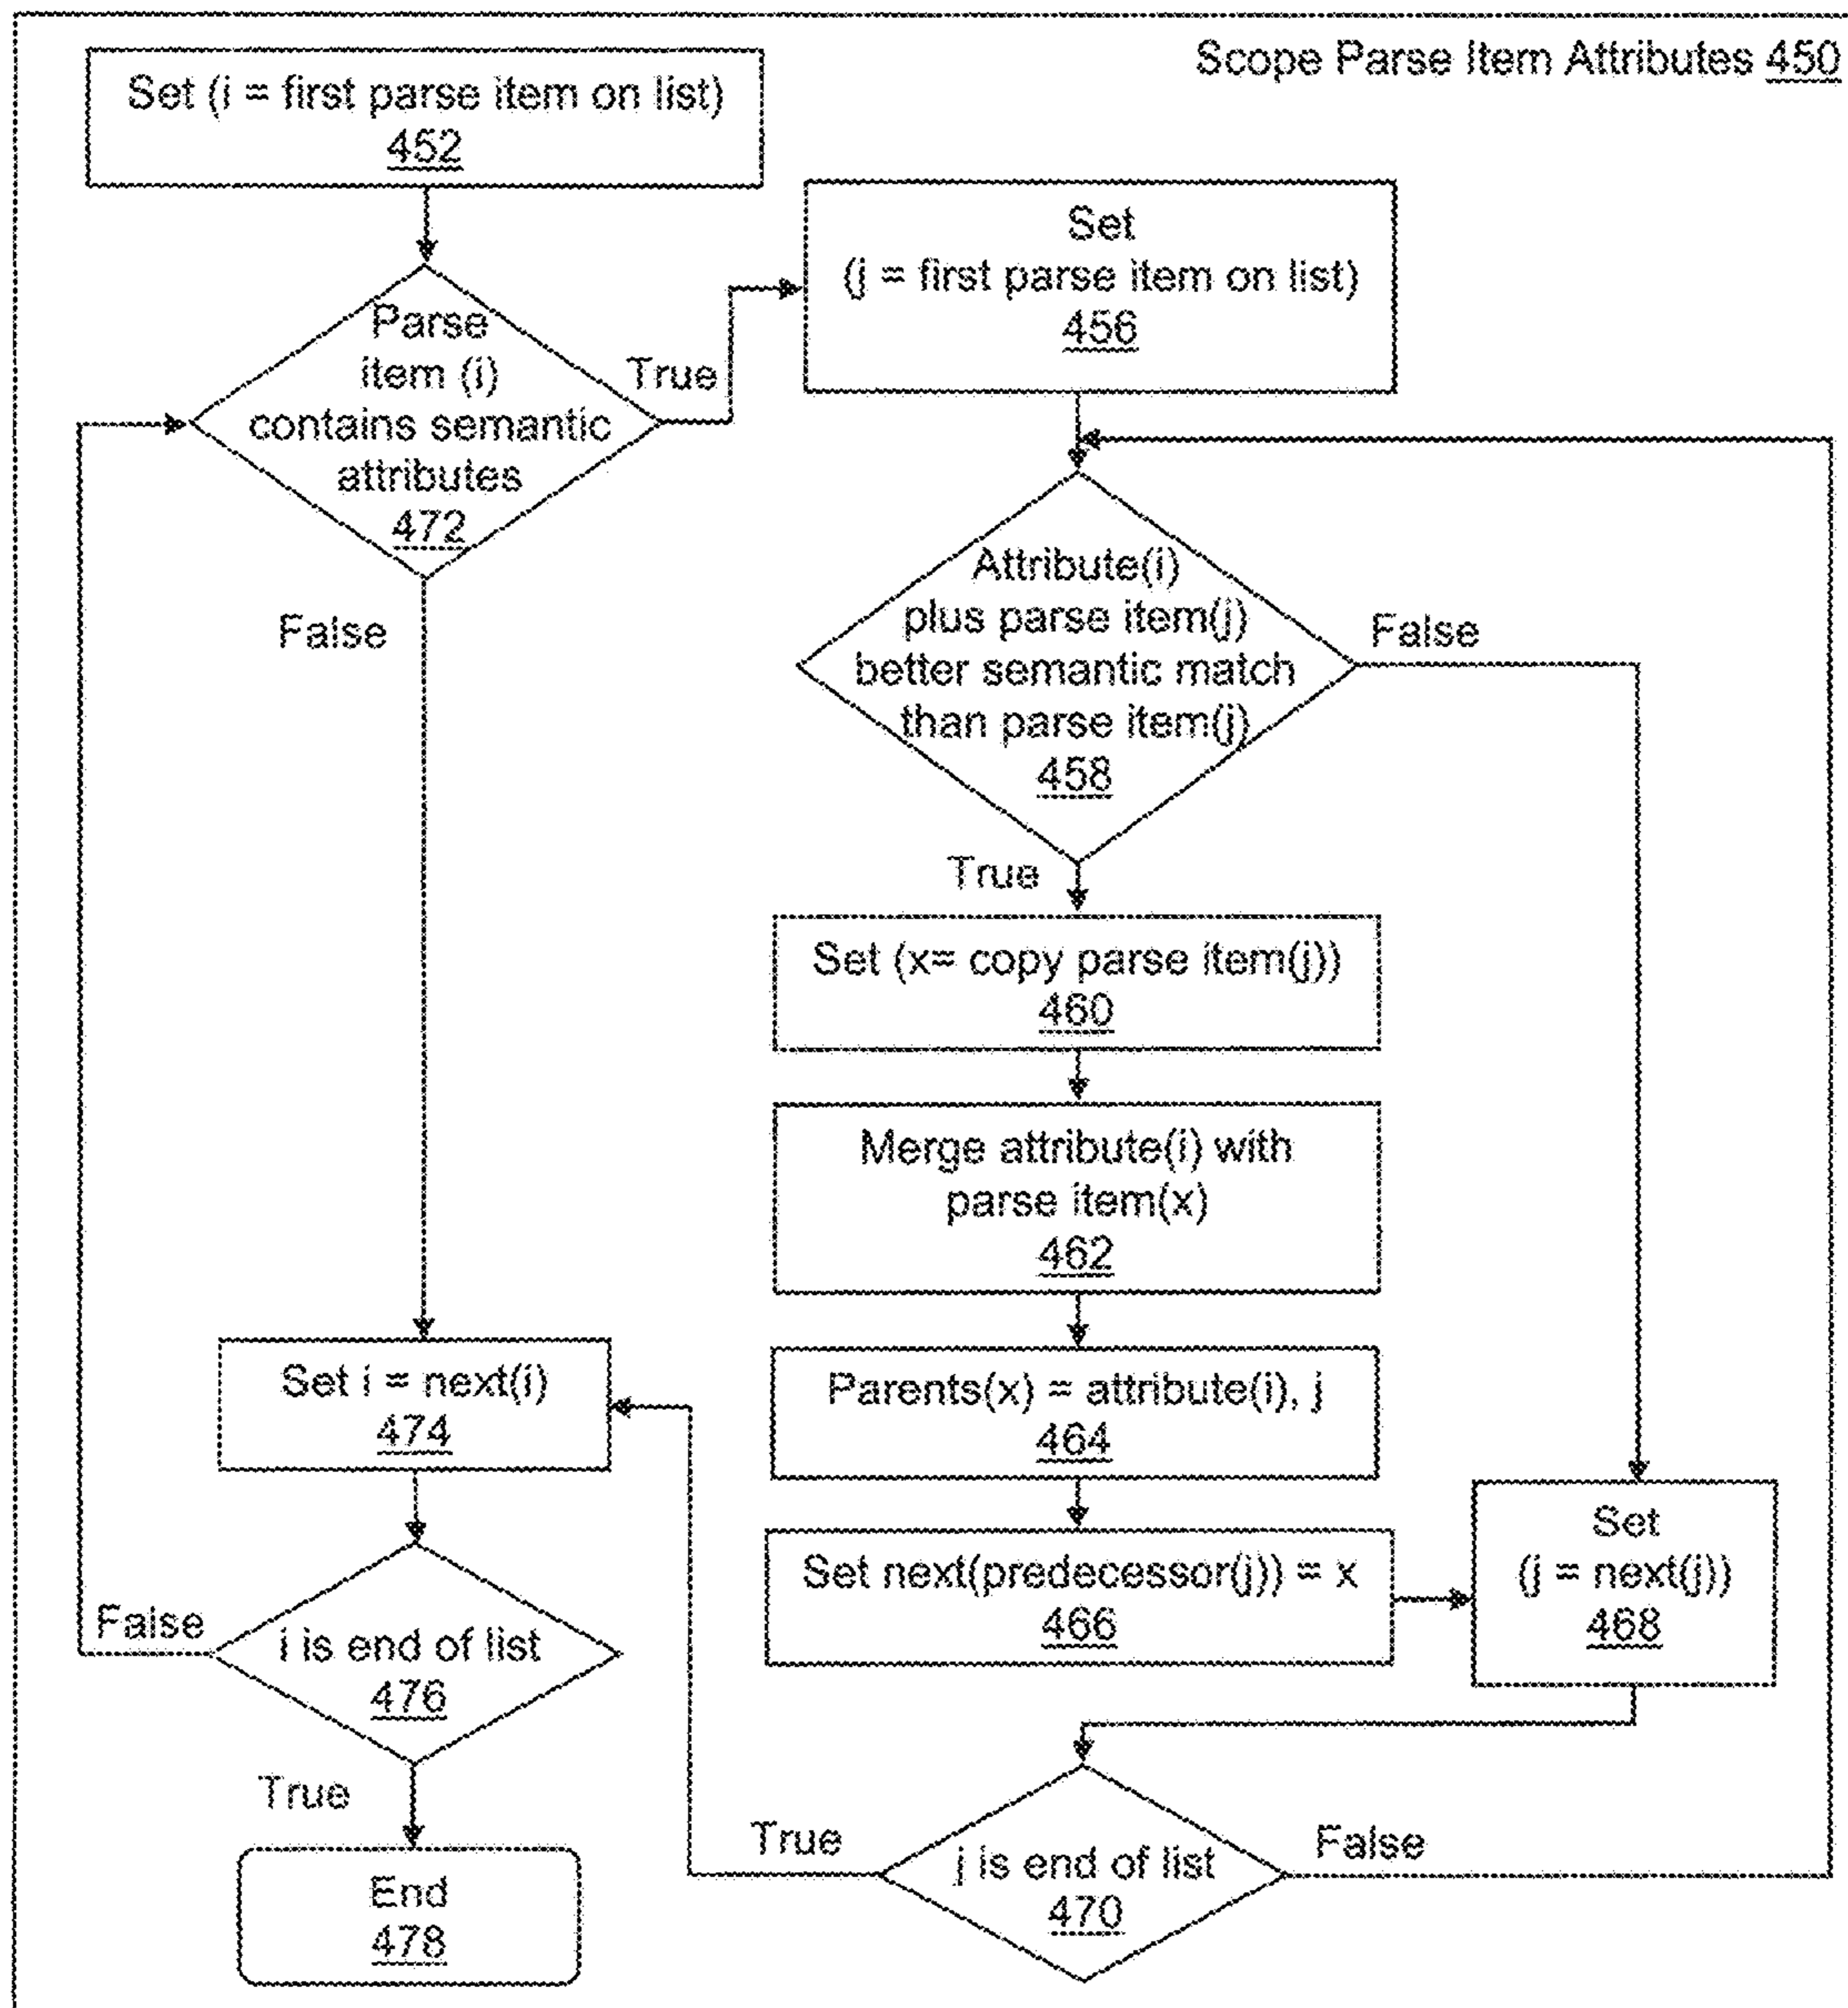 Scope Parse Item Attributes 450
Set (i = first parse item on list)
452
Set
(j = first parse item on list)
456
Parse
item (i)
contains semantic
attributes
472
True
False
Attribute(i)
plus parse item(j)
better semantic match
than parse item(j)
458
False
True
Set (x= copy parse item(j))
460
Merge attribute(i) with
parse item(x)
462
Set i = next(i)
474
Parents(x) = attribute(i), j
464
Set next(predecessor(j)) = x
466
Set
(j = next(j))
468
False
i is end of list
476
True
End
478
True
j is end of list
470
False